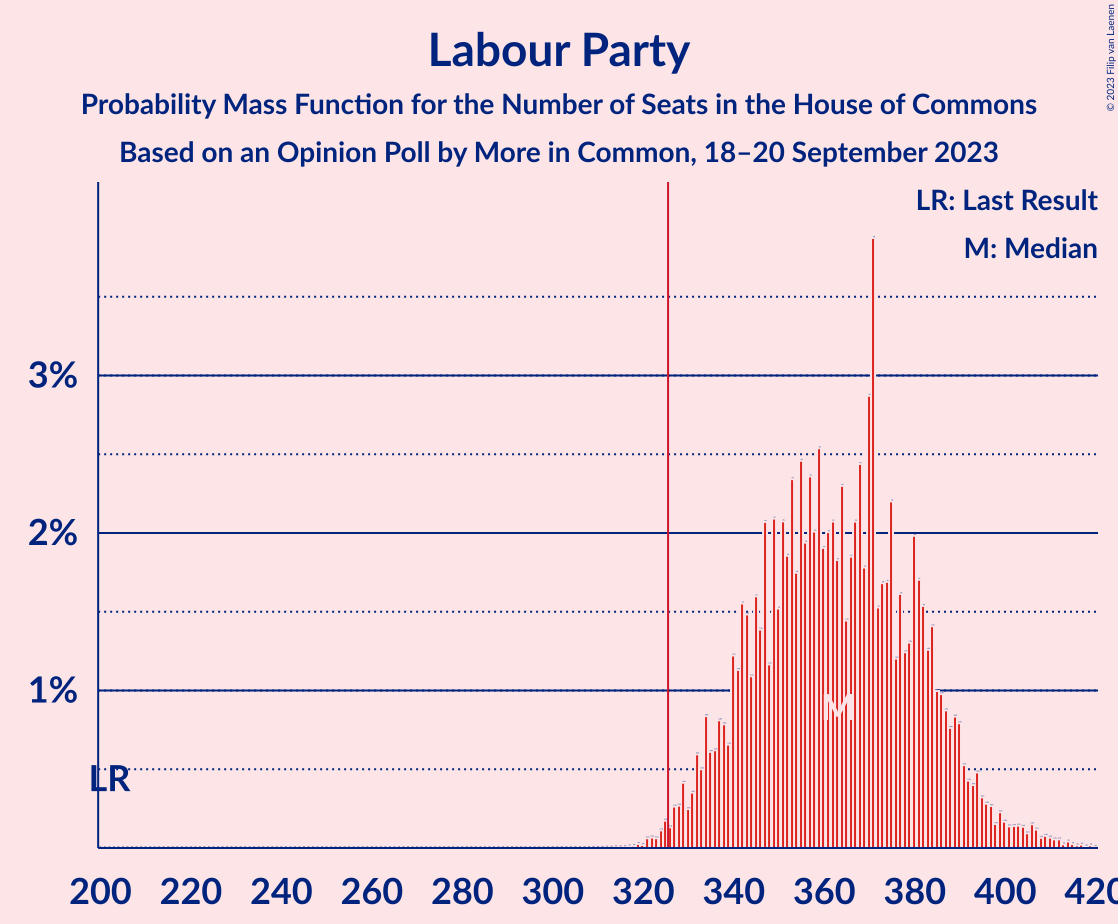 Labour Party
Probability Mass Function for the Number of Seats in the House of Commons
Based on an Opinion Poll by More in Common, 18–20 September 2023
© 2023 Filip van Laenen
LR: Last Result
M: Median
3%
2%
1%
M
LR
200 220 240 260 280 300 320 340 360 380 400 420